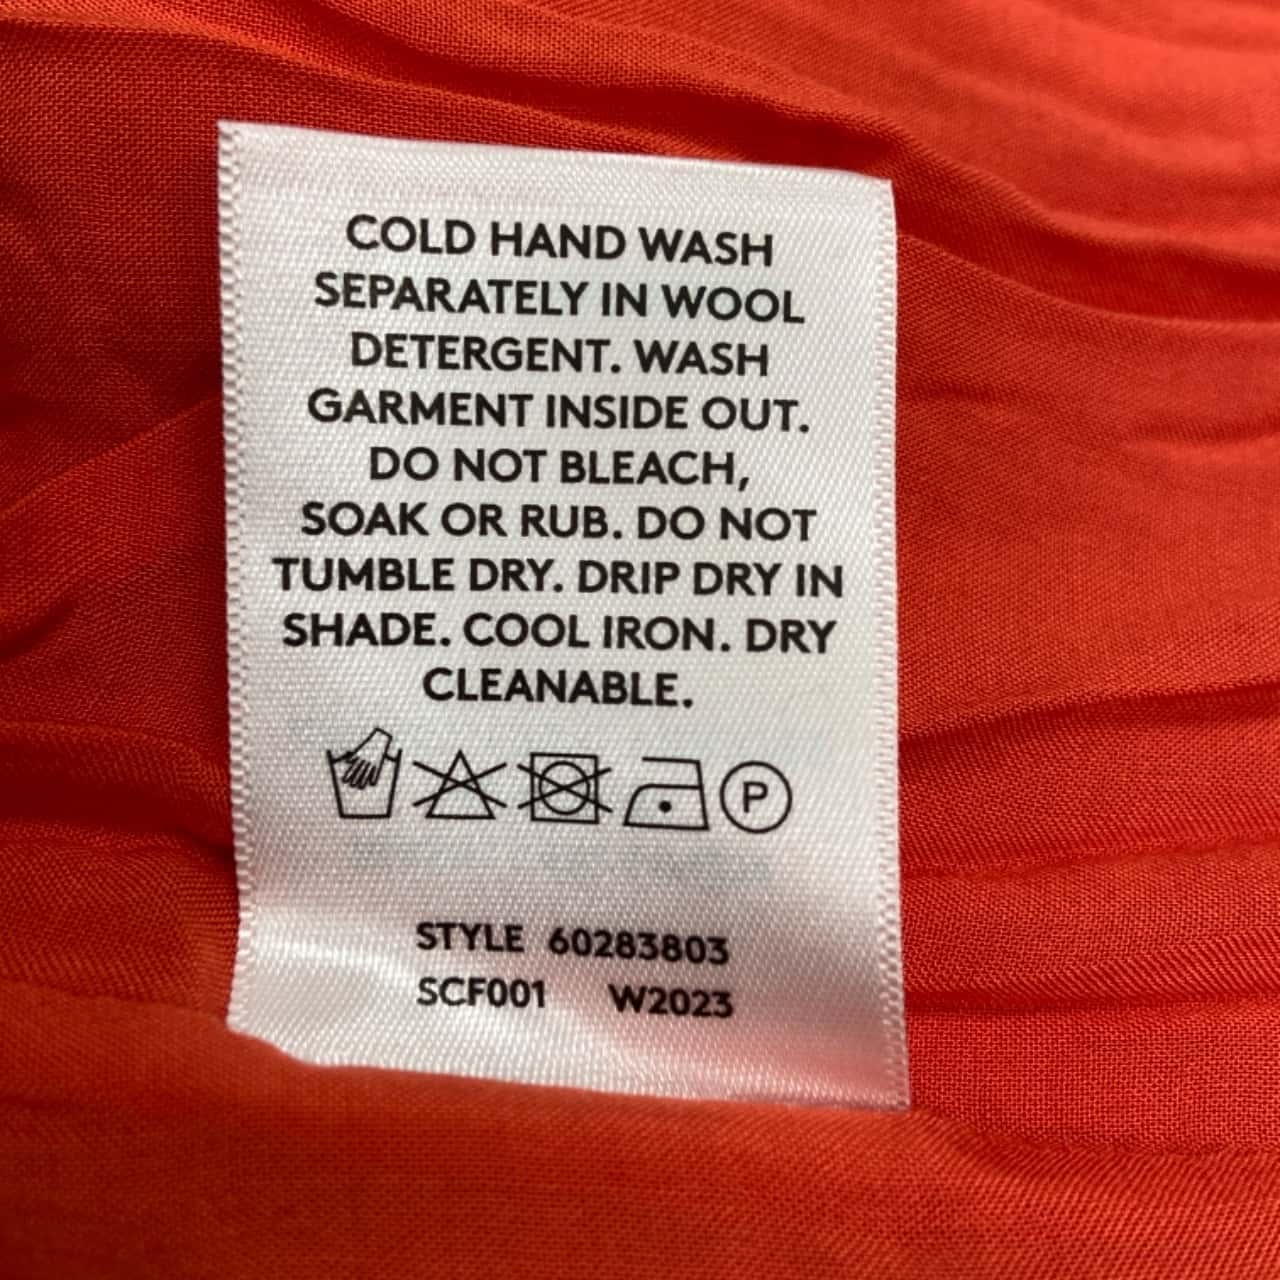 COLD HAND WASH
SEPARATELY IN WOOL
DETERGENT. WASH
GARMENT INSIDE OUT.
DO NOT BLEACH,
SOAK OR RUB. DO NOT
TUMBLE DRY. DRIP DRY IN
SHADE. COOL IRON. DRY
CLEANABLE.
P
STYLE 60283803
SCF001 W2023